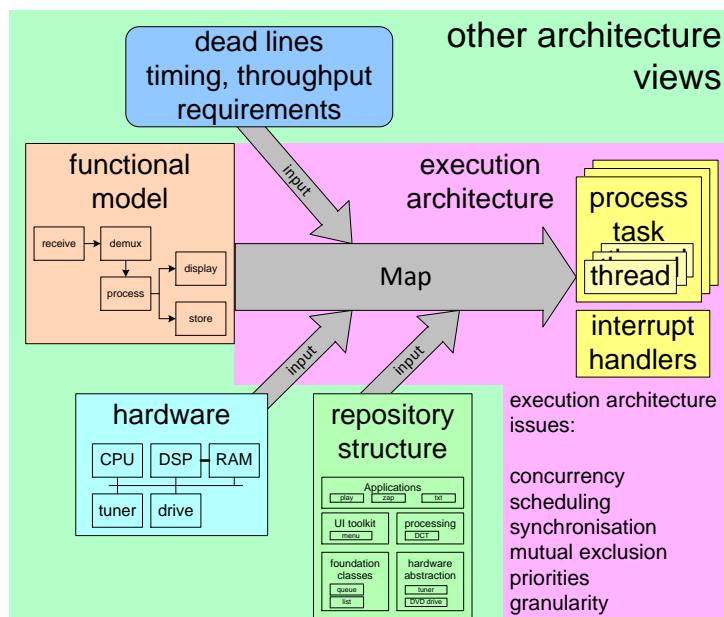 other architecture
views
dead lines
timing, throughput
requirements
input
functional
model
receive
demux
process
display
store
execution
architecture
Map
process
task
thread
interrupt
handlers
input
input
hardware
CPU
DSP
RAM
tuner
drive
repository
structure
Applications
play
zap
txt
UI toolkit
menu
processing
DCT
foundation
classes
queue
list
hardware
abstraction
tuner
DVD drive
execution architecture
issues:
concurrency
scheduling
synchronisation
mutual exclusion
priorities
granularity